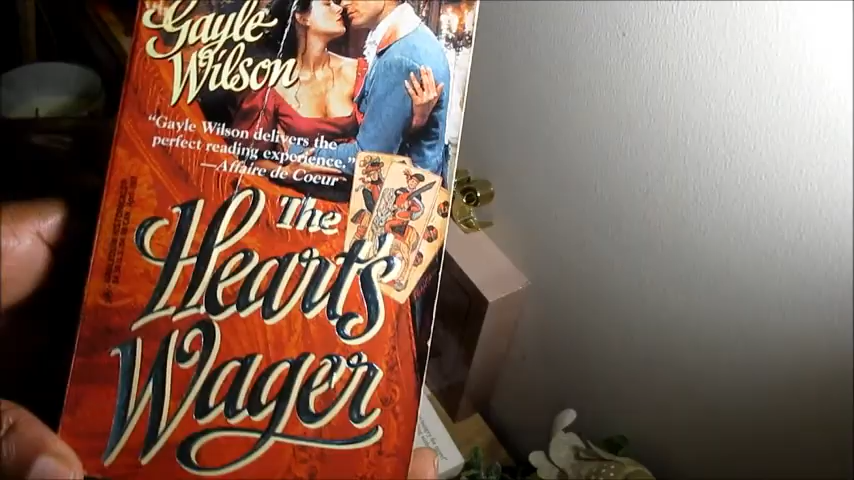 Gayle
Wilson
"Gayle Wilson delivers the
perfect reading experience."
—Affaire de Coeur
The
Heart's
Wager